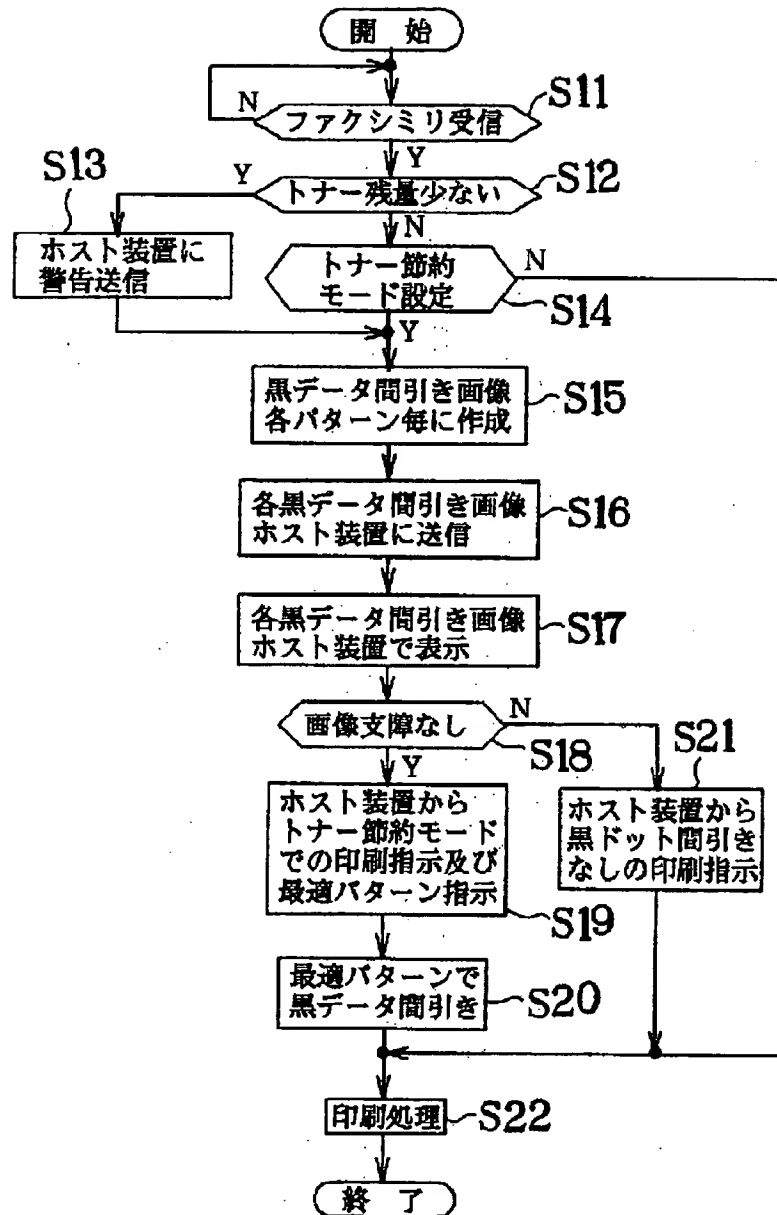 開 始
N
ファクシミリ受信
S11
Y
S13
Y
トナー残量少ない
S12
N
ホスト装置に
警告送信
トナー節約
モード設定
N
S14
Y
黒データ間引き画像
各パターン毎に作成
S15
各黒データ間引き画像
ホスト装置に送信
S16
各黒データ間引き画像
ホスト装置で表示
S17
画像支障なし
N
S18
Y
S21
ホスト装置から
トナー節約モード
での印刷指示及び
最適パターン指示
S19
ホスト装置から
黒ドット間引き
なしの印刷指示
最適パターンで
黒データ間引き
S20
印刷処理
S22
終 了